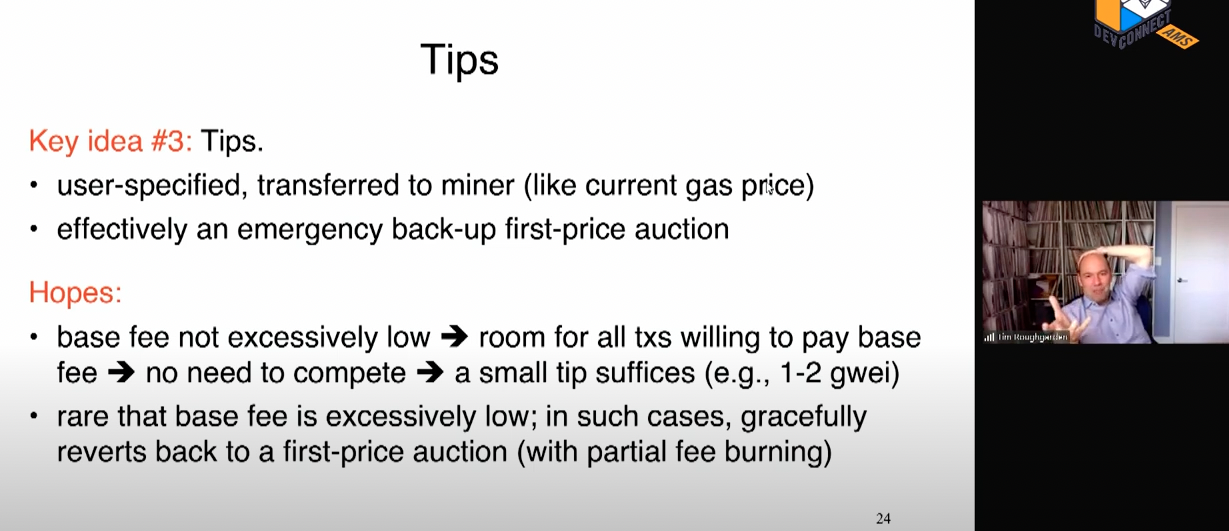 Tips
Key idea #3: Tips.
• user-specified, transferred to miner (like current gas price)
• effectively an emergency back-up first-price auction
Hopes:
• base fee not excessively low ➔ room for all txs willing to pay base
fee ➔ no need to compete ➔ a small tip suffices (e.g., 1-2 gwei)
• rare that base fee is excessively low; in such cases, gracefully
reverts back to a first-price auction (with partial fee burning)
24
DEVCONNECT
AMS
Tim Roughgarden